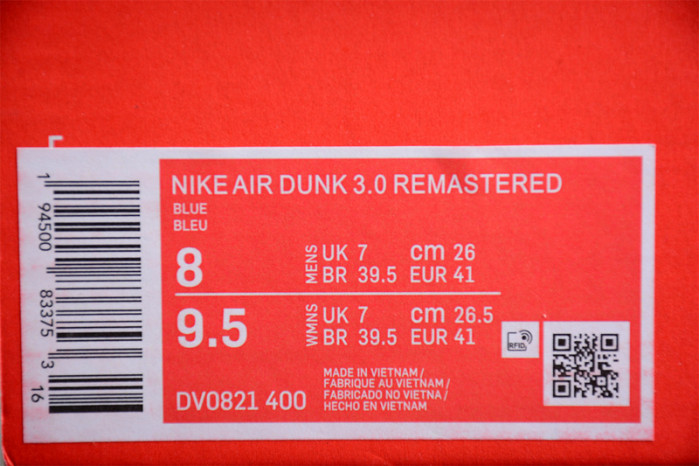 NIKE AIR DUNK 3.0 REMASTERED
BLUE
BLEU
8 MENS UK 7 cm 26
BR 39.5 EUR 41
9.5 WMNS UK 7 cm 26.5
BR 39.5 EUR 41
RFID
DV0821 400
MADE IN VIETNAM /
FABRIQUE AU VIETNAM /
FABRICADO NO VIETNA /
HECHO EN VIETNAM
1 94500 83375 3 16